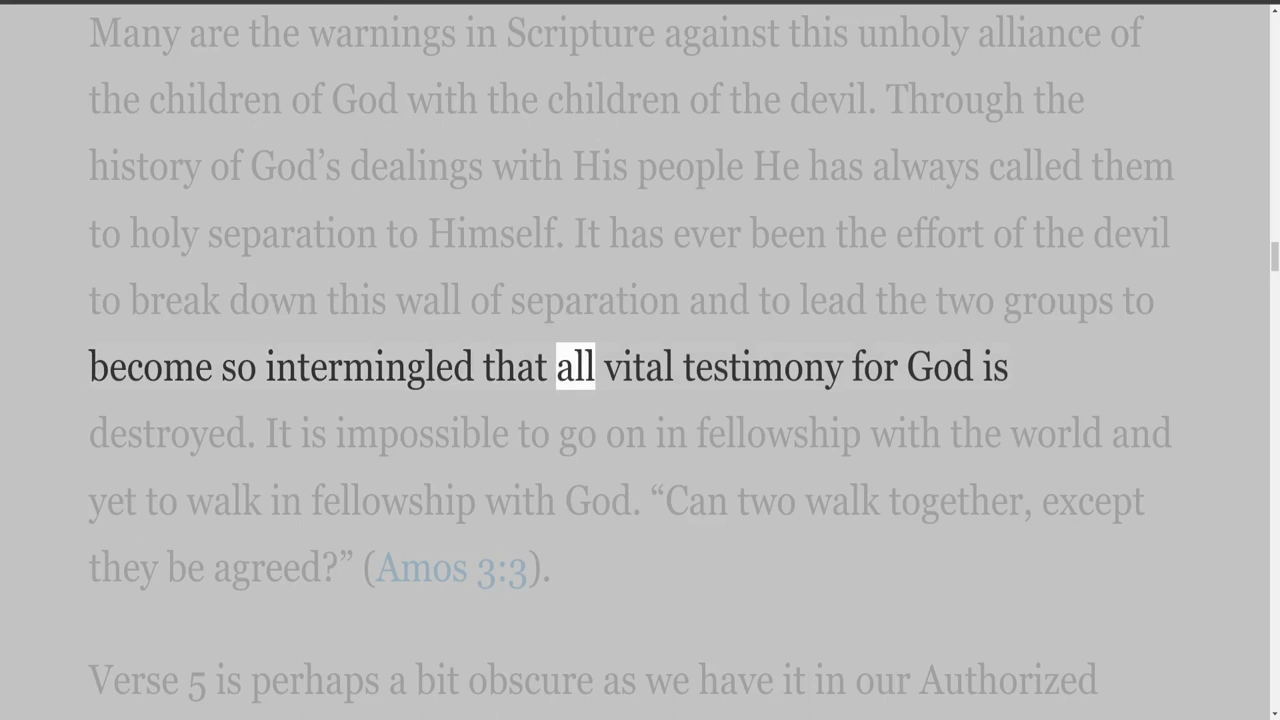 Many are the warnings in Scripture against this unholy alliance of
the children of God with the children of the devil. Through the
history of God’s dealings with His people He has always called them
to holy separation to Himself. It has ever been the effort of the devil
to break down this wall of separation and to lead the two groups to
become so intermingled that all vital testimony for God is
destroyed. It is impossible to go on in fellowship with the world and
yet to walk in fellowship with God. “Can two walk together, except
they be agreed?” (Amos 3:3).
Verse 5 is perhaps a bit obscure as we have it in our Authorized